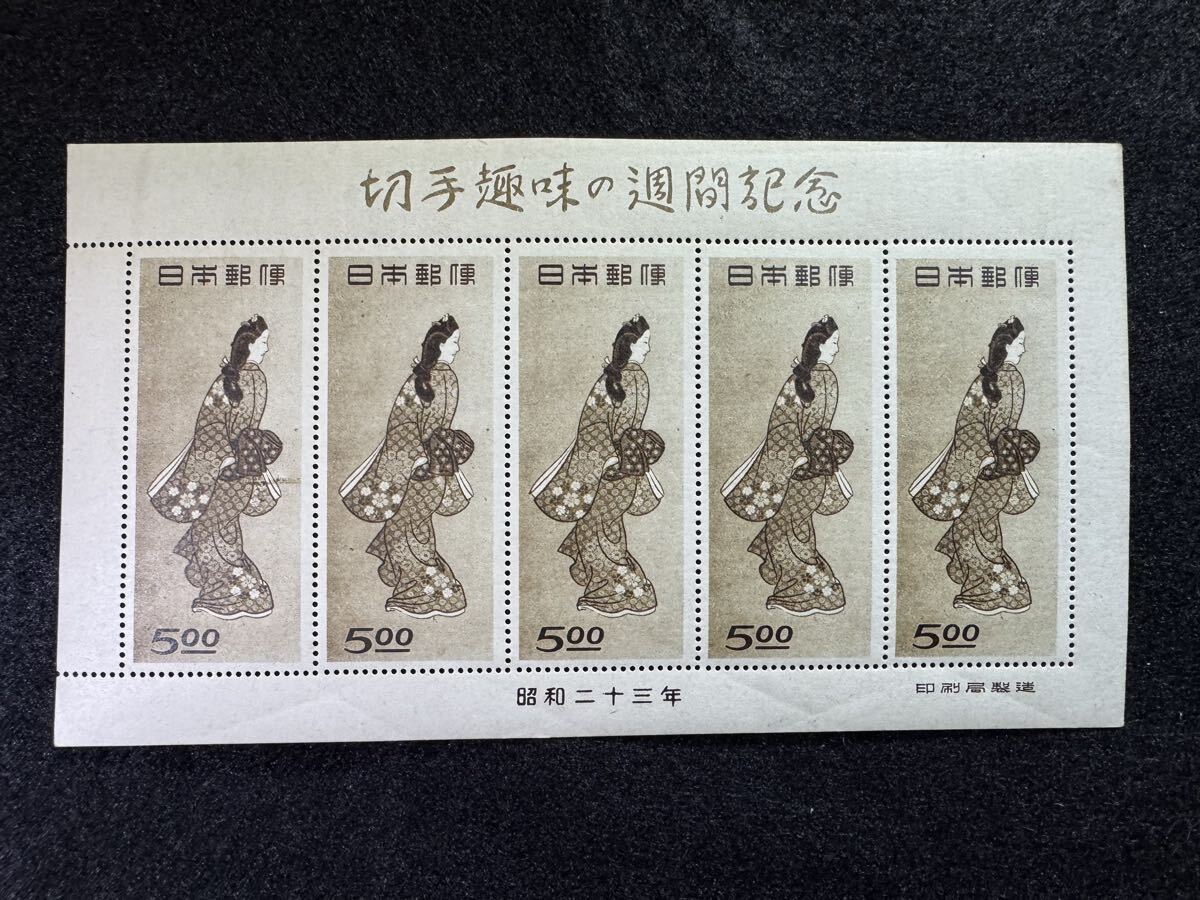 切手趣味の週間記念
日本郵便 日本郵便 日本郵便 日本郵便 日本郵便
5.00 5.00 5.00 5.00 5.00
昭和二十三年
印刷局製造